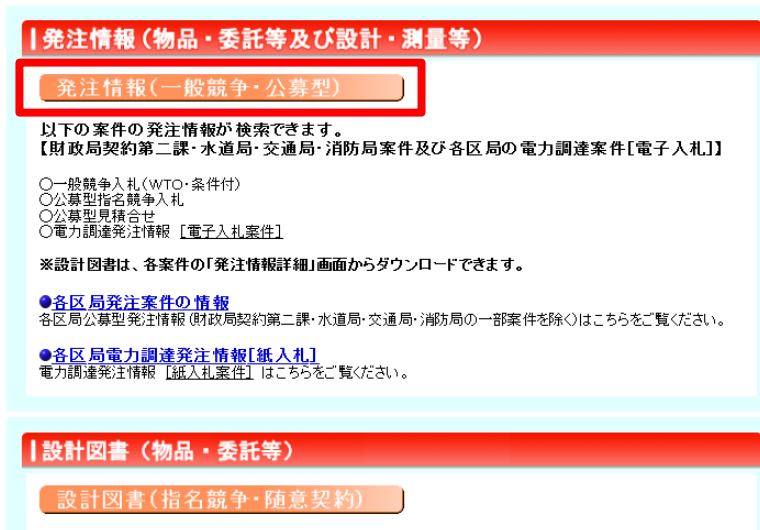 発注情報(物品・委託等及び設計・測量等)
発注情報(一般競争・公募型)
以下の案件の発注情報が検索できます。
【財政局契約第二課・水道局・交通局・消防局案件及び各区局の電力調達案件[電子入札]】
○一般競争入札(WTO・条件付)
○公募型指名競争入札
○公募型見積合せ
○電力調達発注情報 [電子入札案件]
※設計図書は、各案件の「発注情報詳細」画面からダウンロードできます。
●各区局発注案件の情報
各区局公募型発注情報(財政局契約第二課・水道局・交通局・消防局の一部案件を除く)はこちらをご覧ください。
●各区局電力調達発注情報[紙入札]
電力調達発注情報 [紙入札案件] はこちらをご覧ください。
設計図書(物品・委託等)
設計図書(指名競争・随意契約)